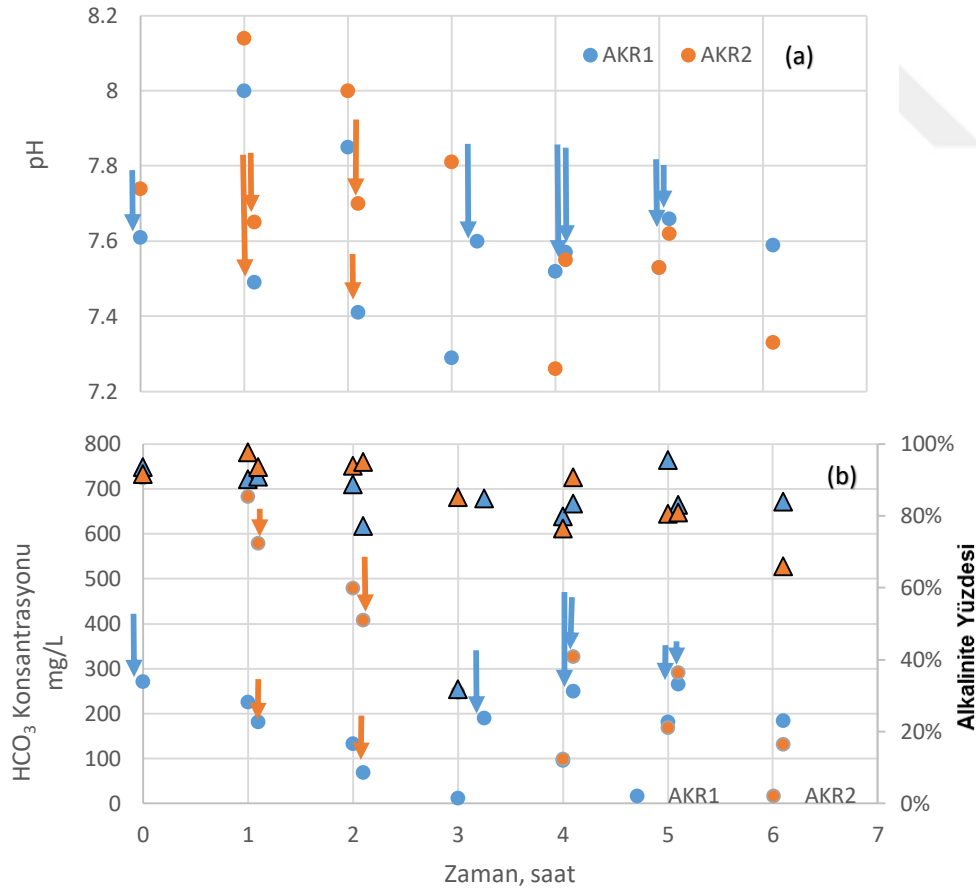 8.2
8
7.8
7.6
7.4
7.2
pH
AKR1 AKR2
(a)
800
700
600
500
400
300
200
100
0
HCO₃ Konsantrasyonu
mg/L
100%
80%
60%
40%
20%
0%
Alkalinite Yüzdesi
(b)
AKR1 AKR2
0 1 2 3 4 5 6 7
Zaman, saat